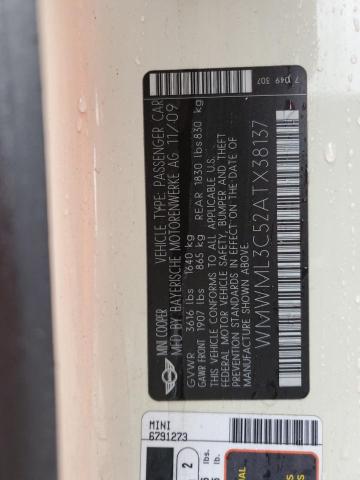 MINI COOPER VEHICLE TYPE: PASSENGER CAR
MFD BY BAYERISCHE MOTORENWERKE AG 11/09
GVWR 3616 lbs 1640 kg
GAWR FRONT 1907 lbs 865 kg REAR 1830 lbs 830 kg
THIS VEHICLE CONFORMS TO ALL APPLICABLE U.S.
FEDERAL MOTOR VEHICLE SAFETY, BUMPER AND THEFT
PREVENTION STANDARDS IN EFFECT ON THE DATE OF
MANUFACTURE SHOWN ABOVE.
WMWML3C52ATX38137
7 049 307
MINI
6791273
2
lbs.
lbs.